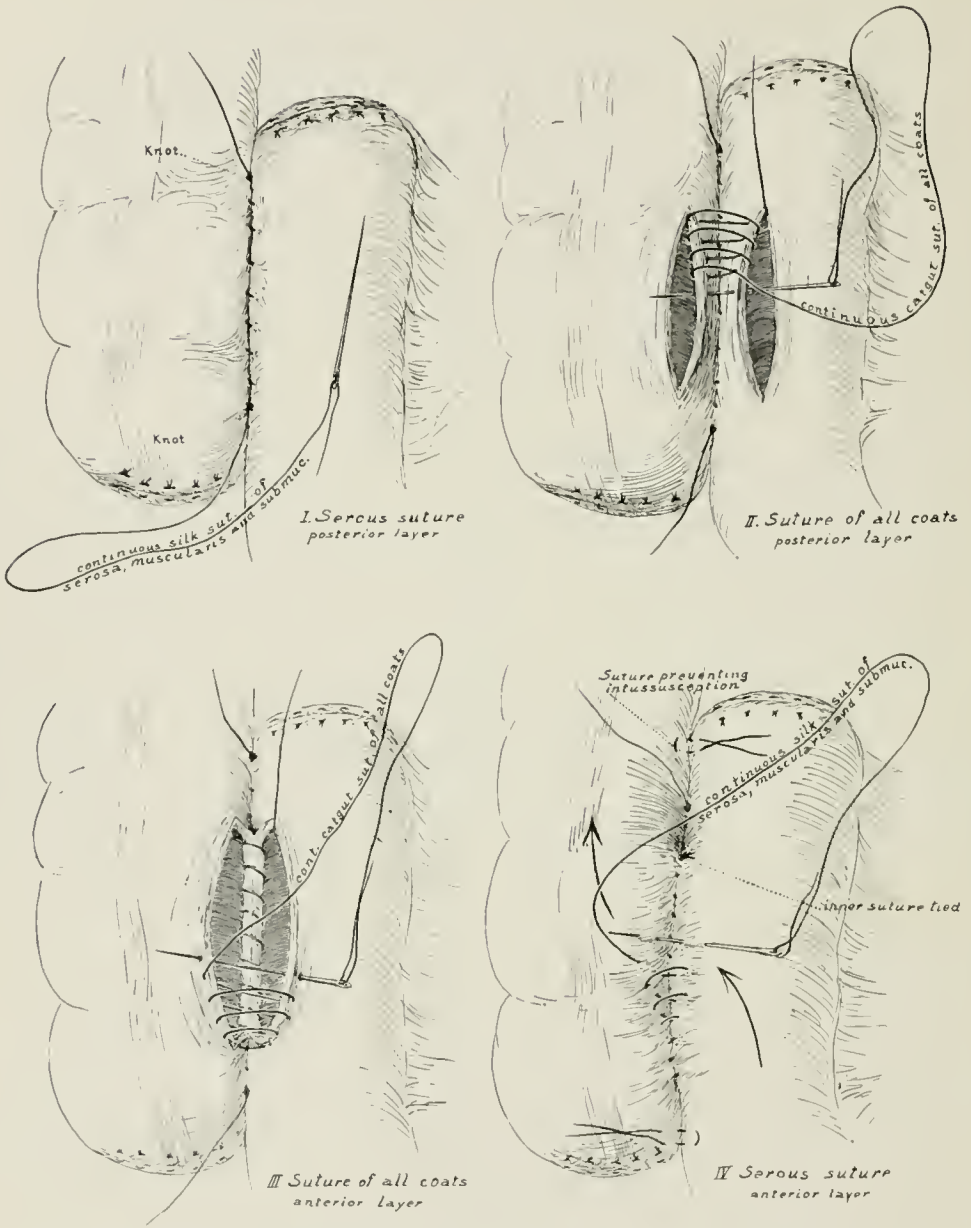 Knot
Knot
continuous silk sut. of
serosa, muscularis and submuc.
I. Serous suture
posterior layer
continuous catgut sut. of all coats
II. Suture of all coats
posterior layer
cont. catgut sut. of all coats
III Suture of all coats
anterior layer
Suture preventing
intussusception
continuous silk sut of
serosa, muscularis and submuc.
inner suture tied
IV Serous suture
anterior layer